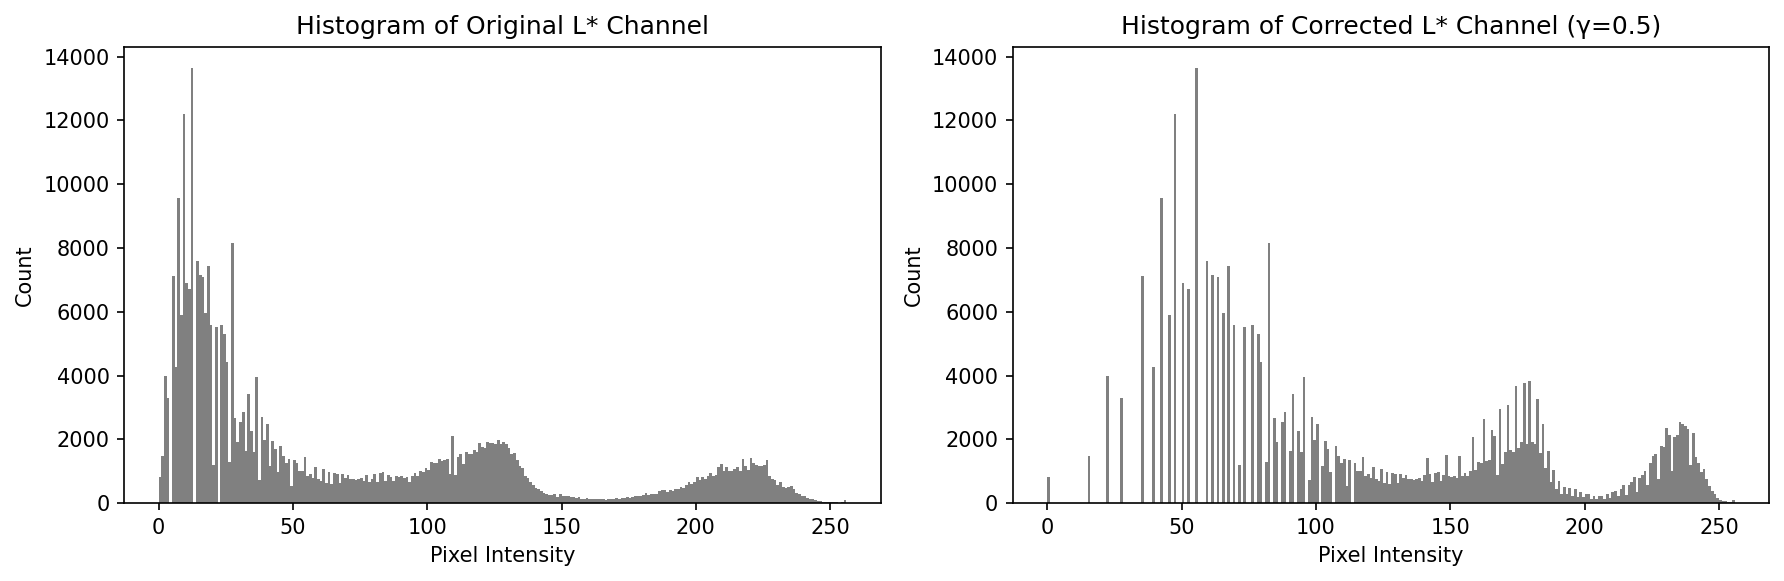 Histogram of Original L* Channel
14000
12000
10000
8000
6000
4000
2000
0
Count
0 50 100 150 200 250
Pixel Intensity
Histogram of Corrected L* Channel (γ=0.5)
14000
12000
10000
8000
6000
4000
2000
0
Count
0 50 100 150 200 250
Pixel Intensity